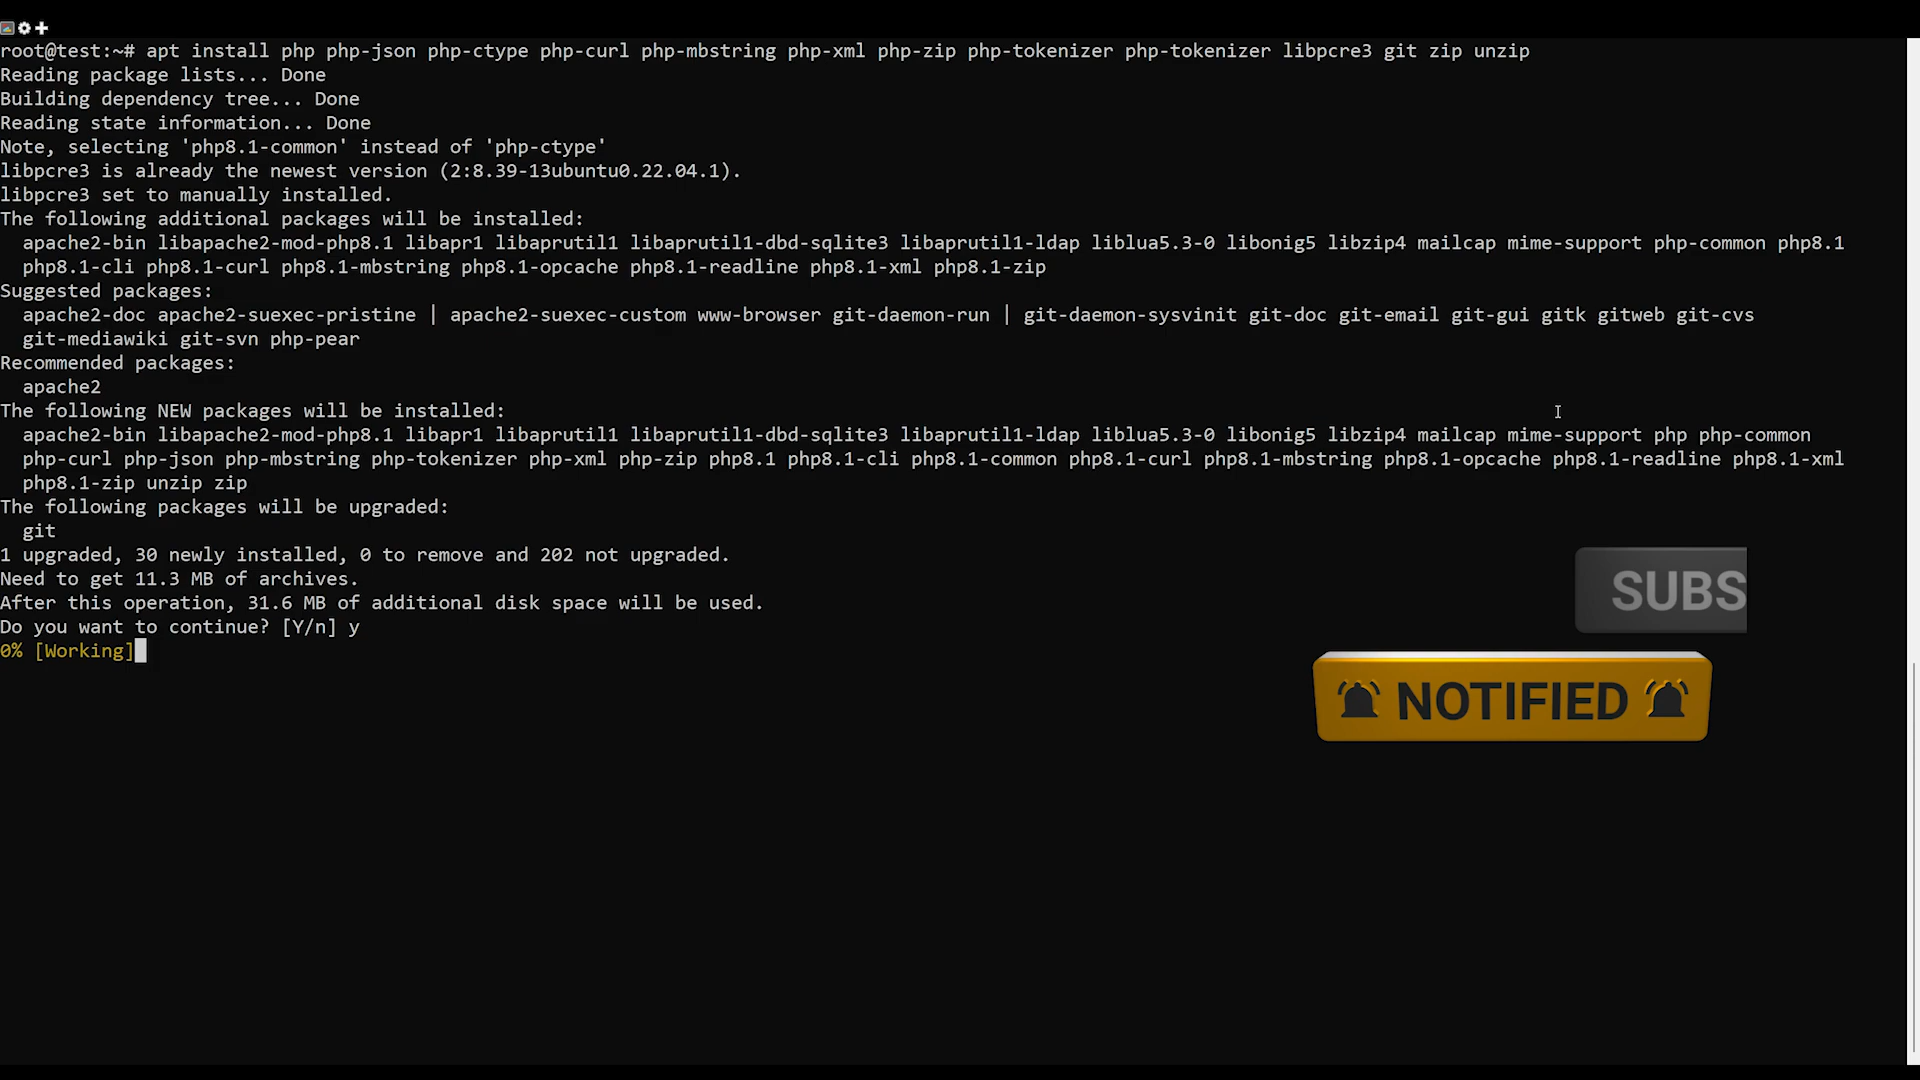 root@test:~# apt install php php-json php-ctype php-curl php-mbstring php-xml php-zip php-tokenizer php-tokenizer libpcre3 git zip unzip
Reading package lists... Done
Building dependency tree... Done
Reading state information... Done
Note, selecting 'php8.1-common' instead of 'php-ctype'
libpcre3 is already the newest version (2:8.39-13ubuntu0.22.04.1).
libpcre3 set to manually installed.
The following additional packages will be installed:
  apache2-bin libapache2-mod-php8.1 libapr1 libaprutil1 libaprutil1-dbd-sqlite3 libaprutil1-ldap liblua5.3-0 libonig5 libzip4 mailcap mime-support php-common php8.1
  php8.1-cli php8.1-curl php8.1-mbstring php8.1-opcache php8.1-readline php8.1-xml php8.1-zip
Suggested packages:
  apache2-doc apache2-suexec-pristine | apache2-suexec-custom www-browser git-daemon-run | git-daemon-sysvinit git-doc git-email git-gui gitk gitweb git-cvs
  git-mediawiki git-svn php-pear
Recommended packages:
  apache2
The following NEW packages will be installed:
  apache2-bin libapache2-mod-php8.1 libapr1 libaprutil1 libaprutil1-dbd-sqlite3 libaprutil1-ldap liblua5.3-0 libonig5 libzip4 mailcap mime-support php php-common
  php-curl php-json php-mbstring php-tokenizer php-xml php-zip php8.1 php8.1-cli php8.1-common php8.1-curl php8.1-mbstring php8.1-opcache php8.1-readline php8.1-xml
  php8.1-zip unzip zip
The following packages will be upgraded:
  git
1 upgraded, 30 newly installed, 0 to remove and 202 not upgraded.
Need to get 11.3 MB of archives.
After this operation, 31.6 MB of additional disk space will be used.
Do you want to continue? [Y/n] y
0% [Working]
SUBS
NOTIFIED